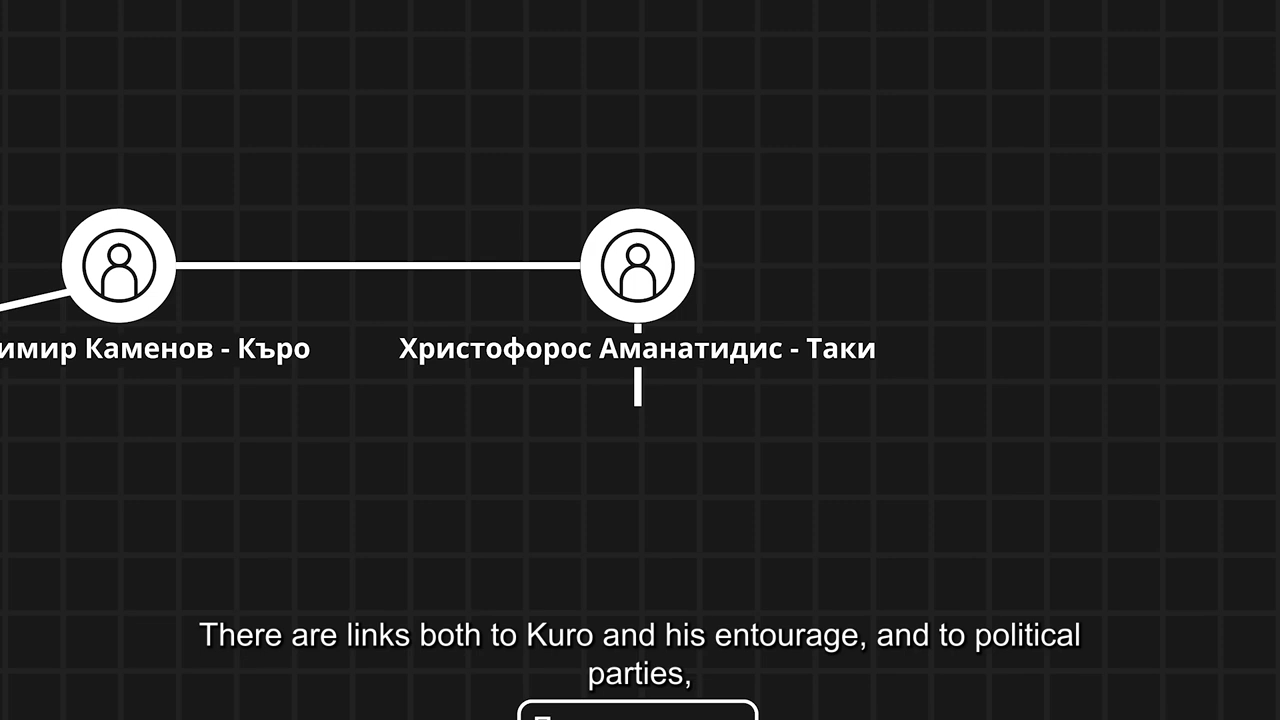 имир Каменов - Къро
Христофорос Аманатидис - Таки
There are links both to Kuro and his entourage, and to political
parties,